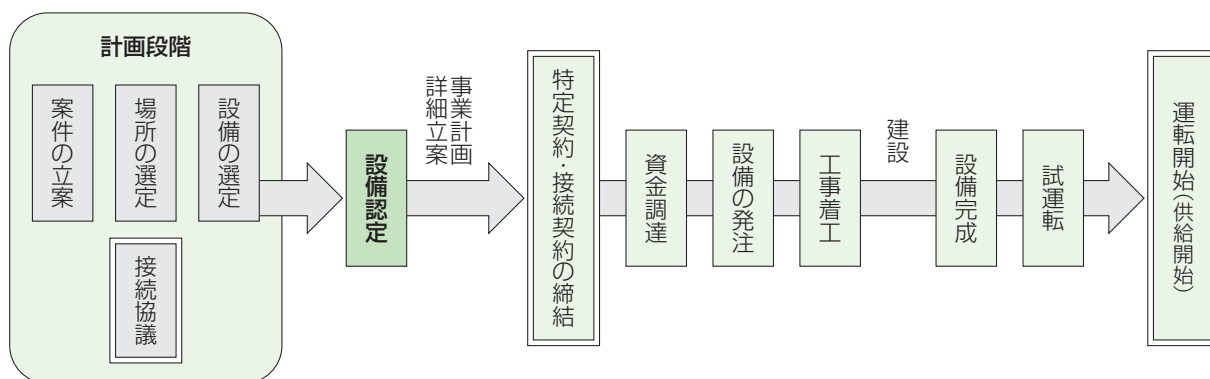 計画段階
案件の立案
場所の選定
設備の選定
接続協議
設備認定
事業計画
詳細立案
特定契約・接続契約の締結
資金調達
設備の発注
工事着工
建設
設備完成
試運転
運転開始(供給開始)